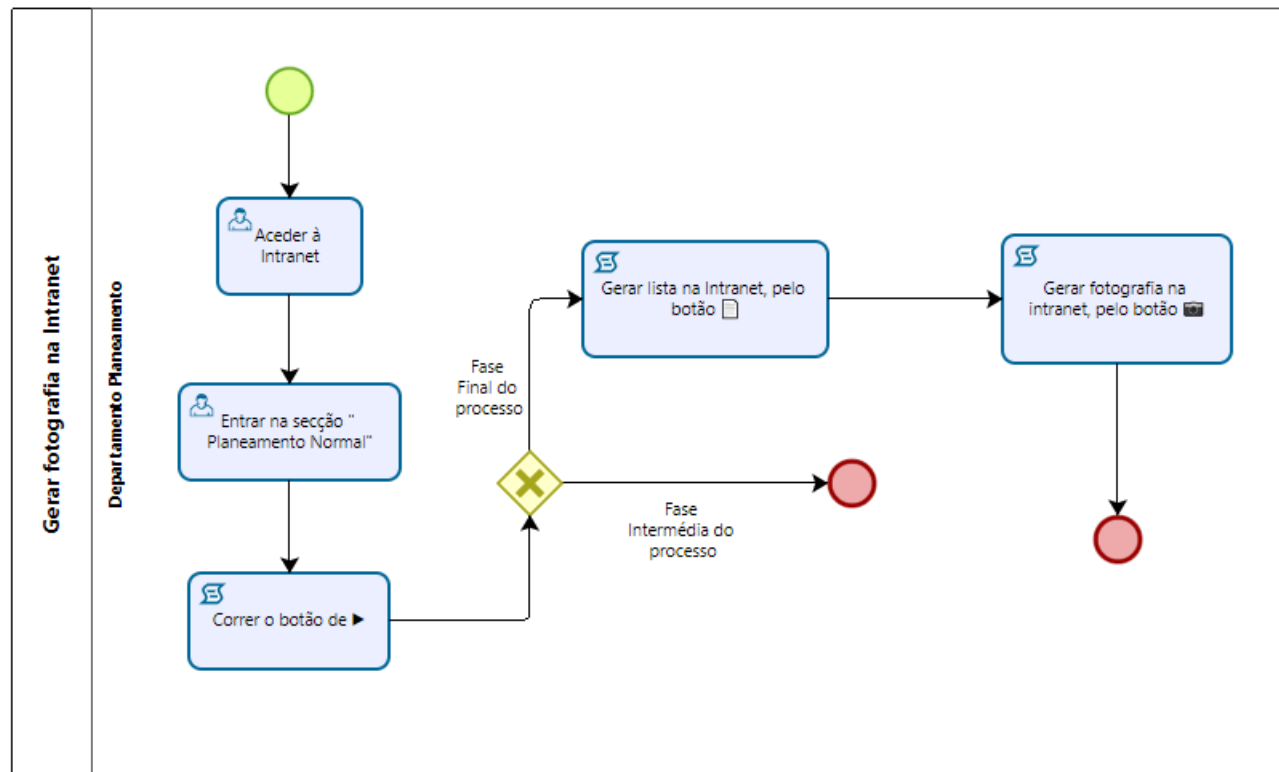 Gerar fotografia na Intranet
Departamento Planeamento
Aceder à
Intranet
Entrar na secção "
Planeamento Normal"
Correr o botão de ▶
Fase
Final do
processo
Fase
Intermédia do
processo
Gerar lista na Intranet, pelo
botão 📄
Gerar fotografia na
intranet, pelo botão 📷